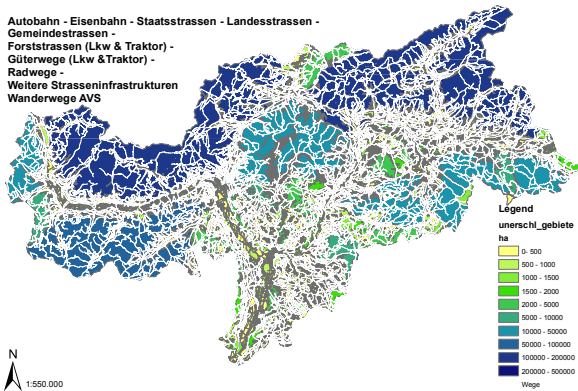 Autobahn - Eisenbahn - Staatsstrassen - Landesstrassen -
Gemeindestrassen -
Forststrassen (Lkw & Traktor) -
Güterwege (Lkw &Traktor) -
Radwege -
Weitere Strasseninfrastrukturen
Wanderwege AVS
Legend
unerschl_gebiete
ha
0- 500
500 - 1000
1000 - 1500
1500 - 2000
2000 - 5000
5000 - 10000
10000 - 50000
50000 - 100000
100000 - 200000
200000 - 500000
Wege
N
1:550.000